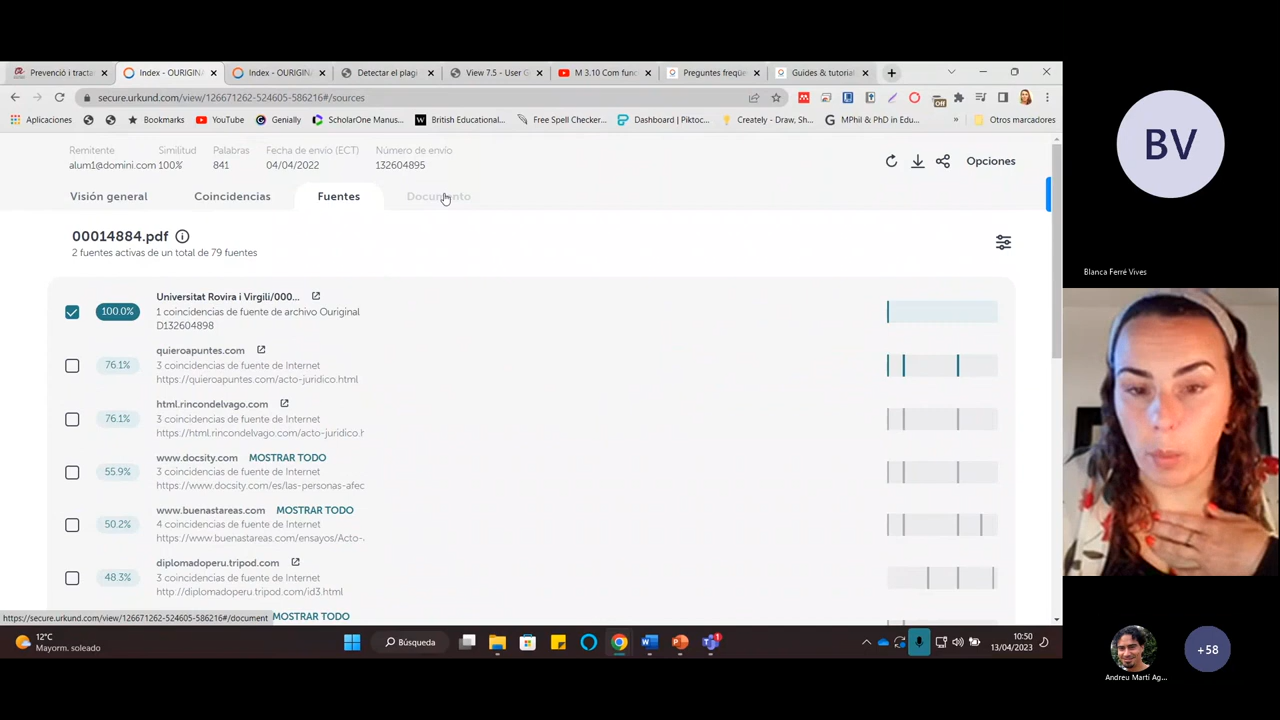 Prevenció i tracta
Index - OURIGINA
Index - OURIGINA
Detectar el plagi
View 7.5 - User G
M 3.10 Com func
Preguntes freqüe
Guides & tutorial
secure.urkund.com/view/126671262-524605-586216#/sources
Off
Aplicaciones
Bookmarks
YouTube
Genially
ScholarOne Manus...
British Educational...
Free Spell Checker...
Dashboard | Piktoc...
Creately - Draw, Sh...
MPhil & PhD in Edu...
»
Otros marcadores
Remitente Similitud Palabras Fecha de envío (ECT) Número de envío
alum1@domini.com 100% 841 04/04/2022 132604895
Opciones
Visión general Coincidencias Fuentes Documento
00014884.pdf
2 fuentes activas de un total de 79 fuentes
100.0%
Universitat Rovira i Virgili/000...
1 coincidencias de fuente de archivo Ouriginal
D132604898
76.1%
quieroapuntes.com
3 coincidencias de fuente de Internet
https://quieroapuntes.com/acto-juridico.html
76.1%
html.rincondelvago.com
3 coincidencias de fuente de Internet
https://html.rincondelvago.com/acto-juridico.h
55.9%
www.docsity.com MOSTRAR TODO
3 coincidencias de fuente de Internet
https://www.docsity.com/es/las-personas-afec
50.2%
www.buenastareas.com MOSTRAR TODO
4 coincidencias de fuente de Internet
https://www.buenastareas.com/ensayos/Acto-
48.3%
diplomadoperu.tripod.com
3 coincidencias de fuente de Internet
http://diplomadoperu.tripod.com/id3.html
MOSTRAR TODO
https://secure.urkund.com/view/126671262-524605-586216#/document
12°C
Mayorm. soleado
Búsqueda
10:50
13/04/2023
BV
Blanca Ferré Vives
Andreu Martí Ag...
+58